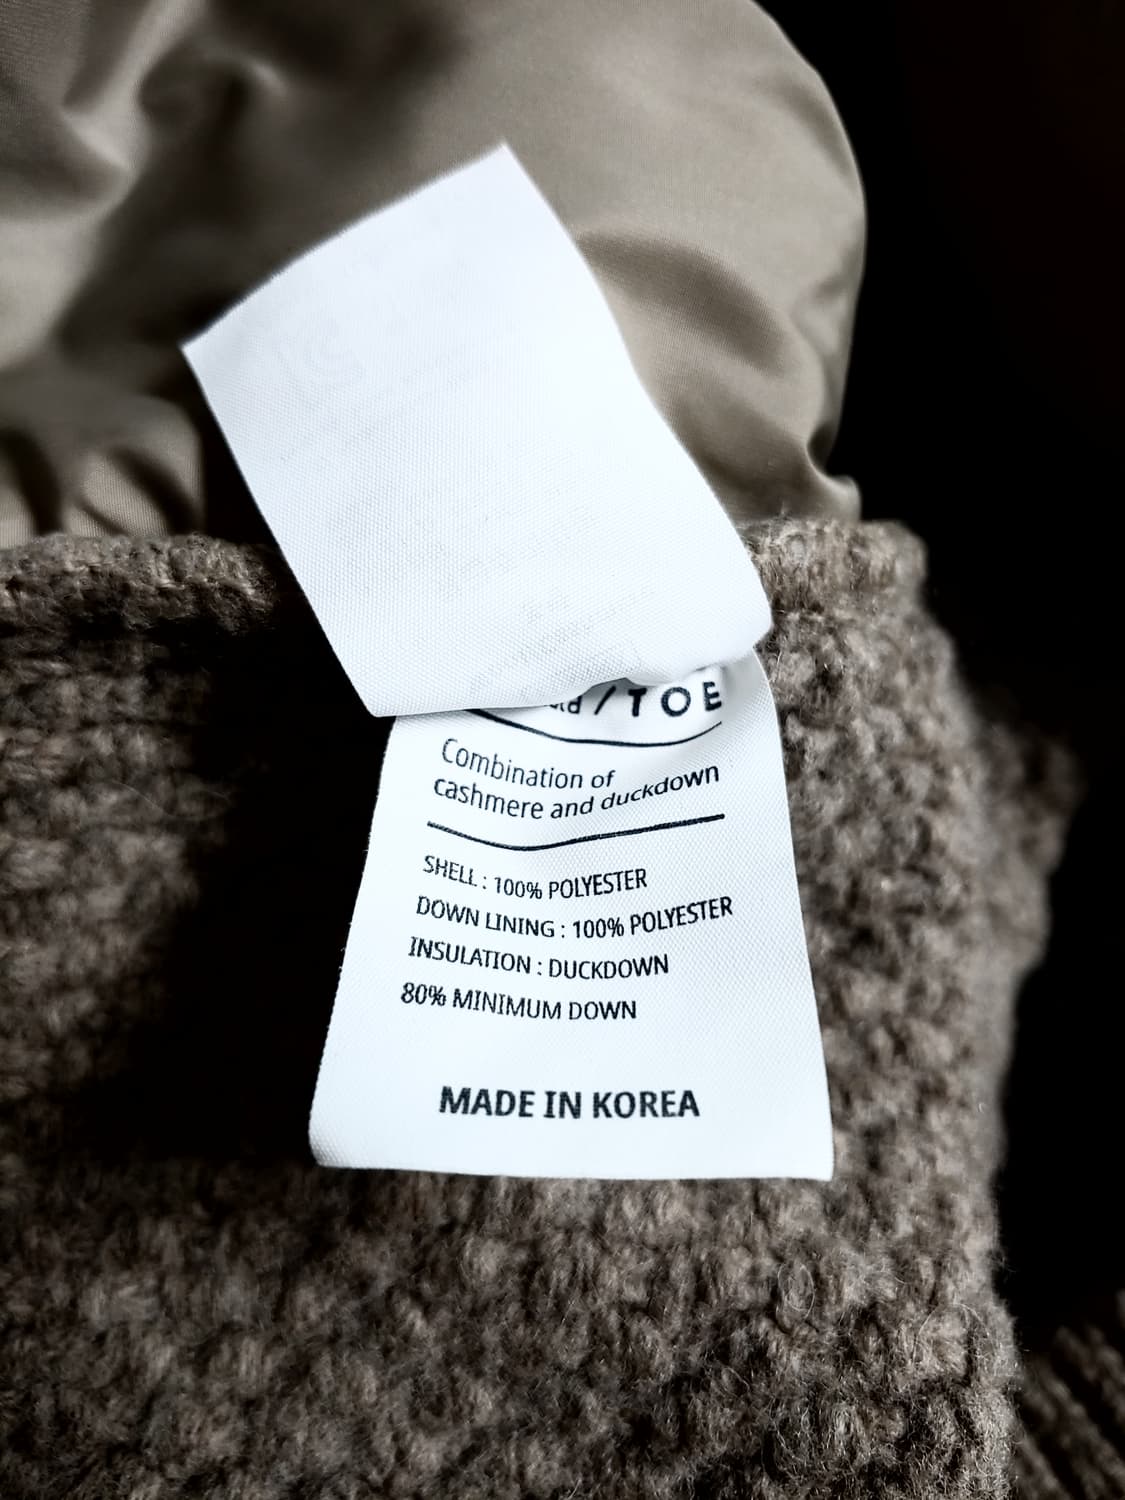 /TOE
Combination of
cashmere and duckdown
SHELL : 100% POLYESTER
DOWN LINING : 100% POLYESTER
INSULATION : DUCKDOWN
80% MINIMUM DOWN
MADE IN KOREA